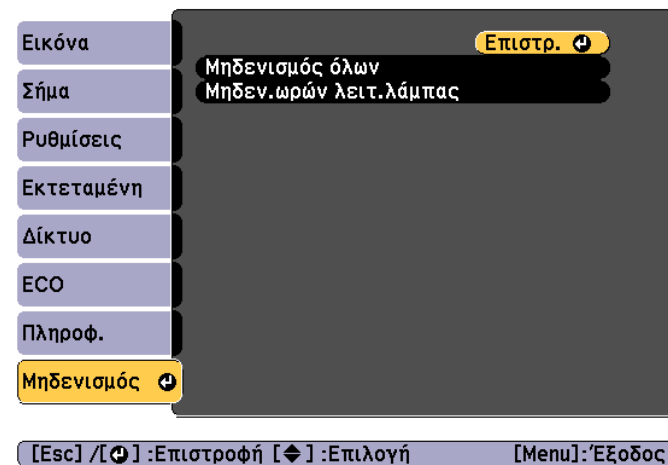 Εικόνα
Σήμα
Ρυθμίσεις
Εκτεταμένη
Δίκτυο
ECO
Πληροφ.
Μηδενισμός
Επιστρ.
Μηδενισμός όλων
Μηδεν.ωρών λειτ.λάμπας
[Esc] /[ ] :Επιστροφή [ ] :Επιλογή [Menu]:Έξοδος